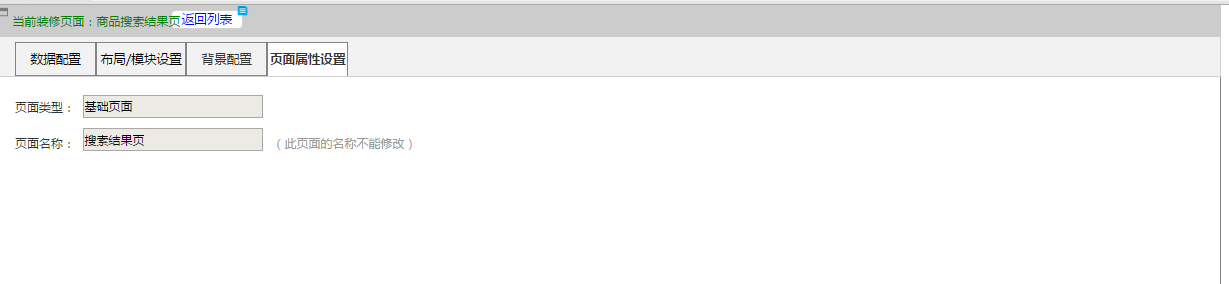 当前装修页面：商品搜索结果页 返回列表
数据配置 布局/模块设置 背景配置 页面属性设置
页面类型： 基础页面
页面名称： 搜索结果页 （此页面的名称不能修改）